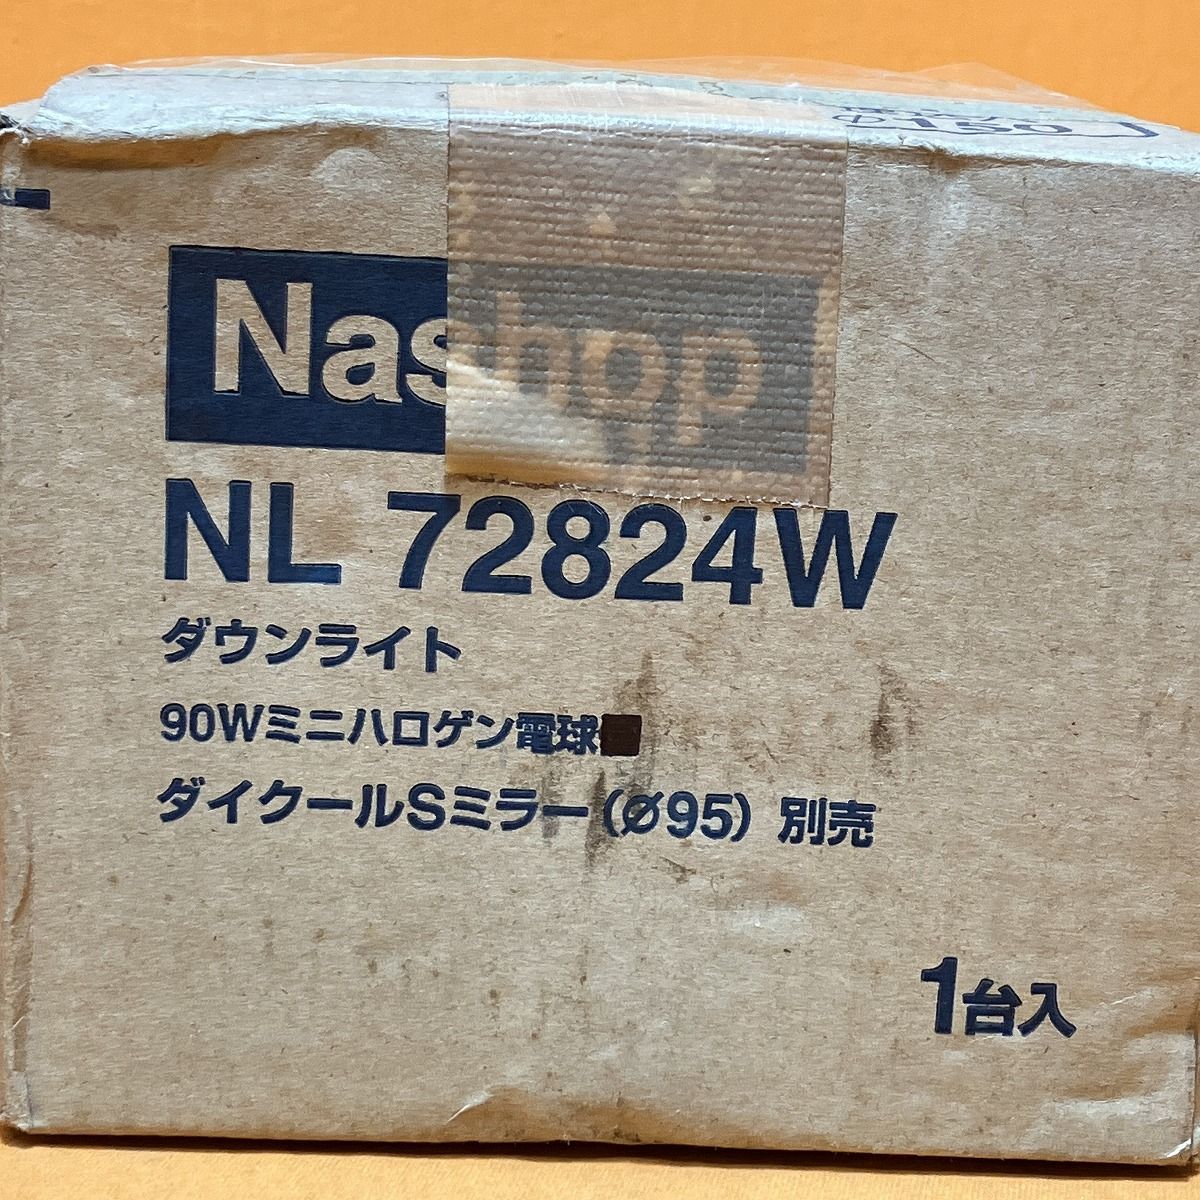 Φ150
Nashop
NL 72824W
ダウンライト
90Wミニハロゲン電球
ダイクールSミラー(Ø95) 別売
1台入